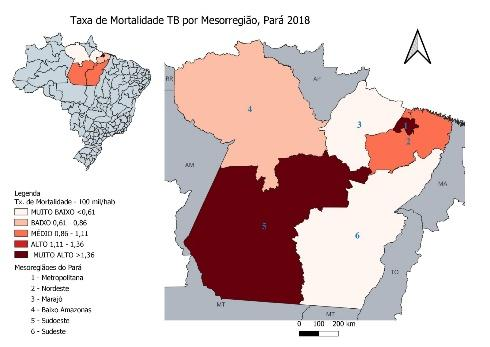 Taxa de Mortalidade TB por Mesorregião, Pará 2018
RR
AP
AM
MA
TO
MT
MT
4
3
1
2
5
6
Legenda
Tx. de Mortalidade - 100 mil/hab
MUITO BAIXO <0,61
BAIXO 0,61 - 0,86
MÉDIO 0,86 - 1,11
ALTO 1,11 - 1,36
MUITO ALTO >1,36
Mesorregiões do Pará
1 - Metropolitana
2 - Nordeste
3 - Marajó
4 - Baixo Amazonas
5 - Sudoeste
6 - Sudeste
0 100 200 km